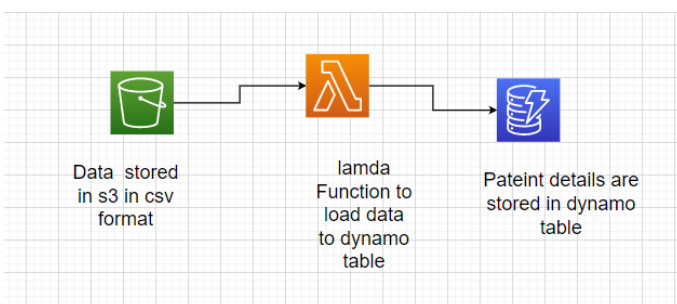 Data stored
in s3 in csv
format
lamda
Function to
load data
to dynamo
table
Pateint details are
stored in dynamo
table